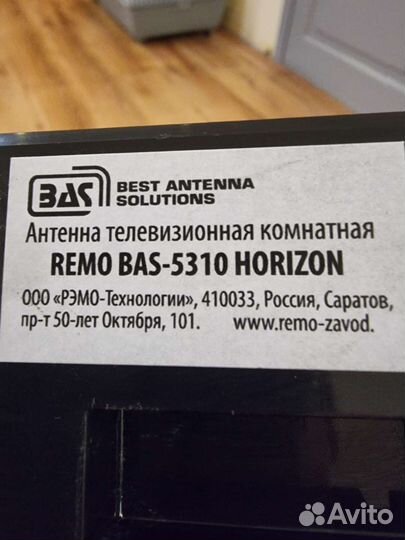 BAS
BEST ANTENNA
SOLUTIONS
Антенна телевизионная комнатная
REMO BAS-5310 HORIZON
ООО «РЭМО-Технологии», 410033, Россия, Саратов,
пр-т 50-лет Октября, 101. www.remo-zavod.
Avito